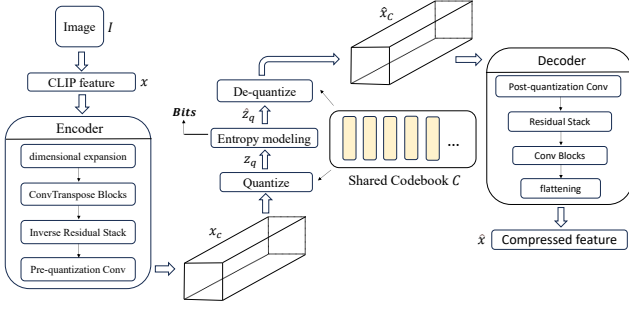 Image I
CLIP feature x
Encoder
dimensional expansion
ConvTranspose Blocks
Inverse Residual Stack
Pre-quantization Conv
x_c
Quantize
z_q
Entropy modeling
Bits
ẑ_q
De-quantize
Shared Codebook C
...
x̂_C
Decoder
Post-quantization Conv
Residual Stack
Conv Blocks
flattening
x̂ Compressed feature